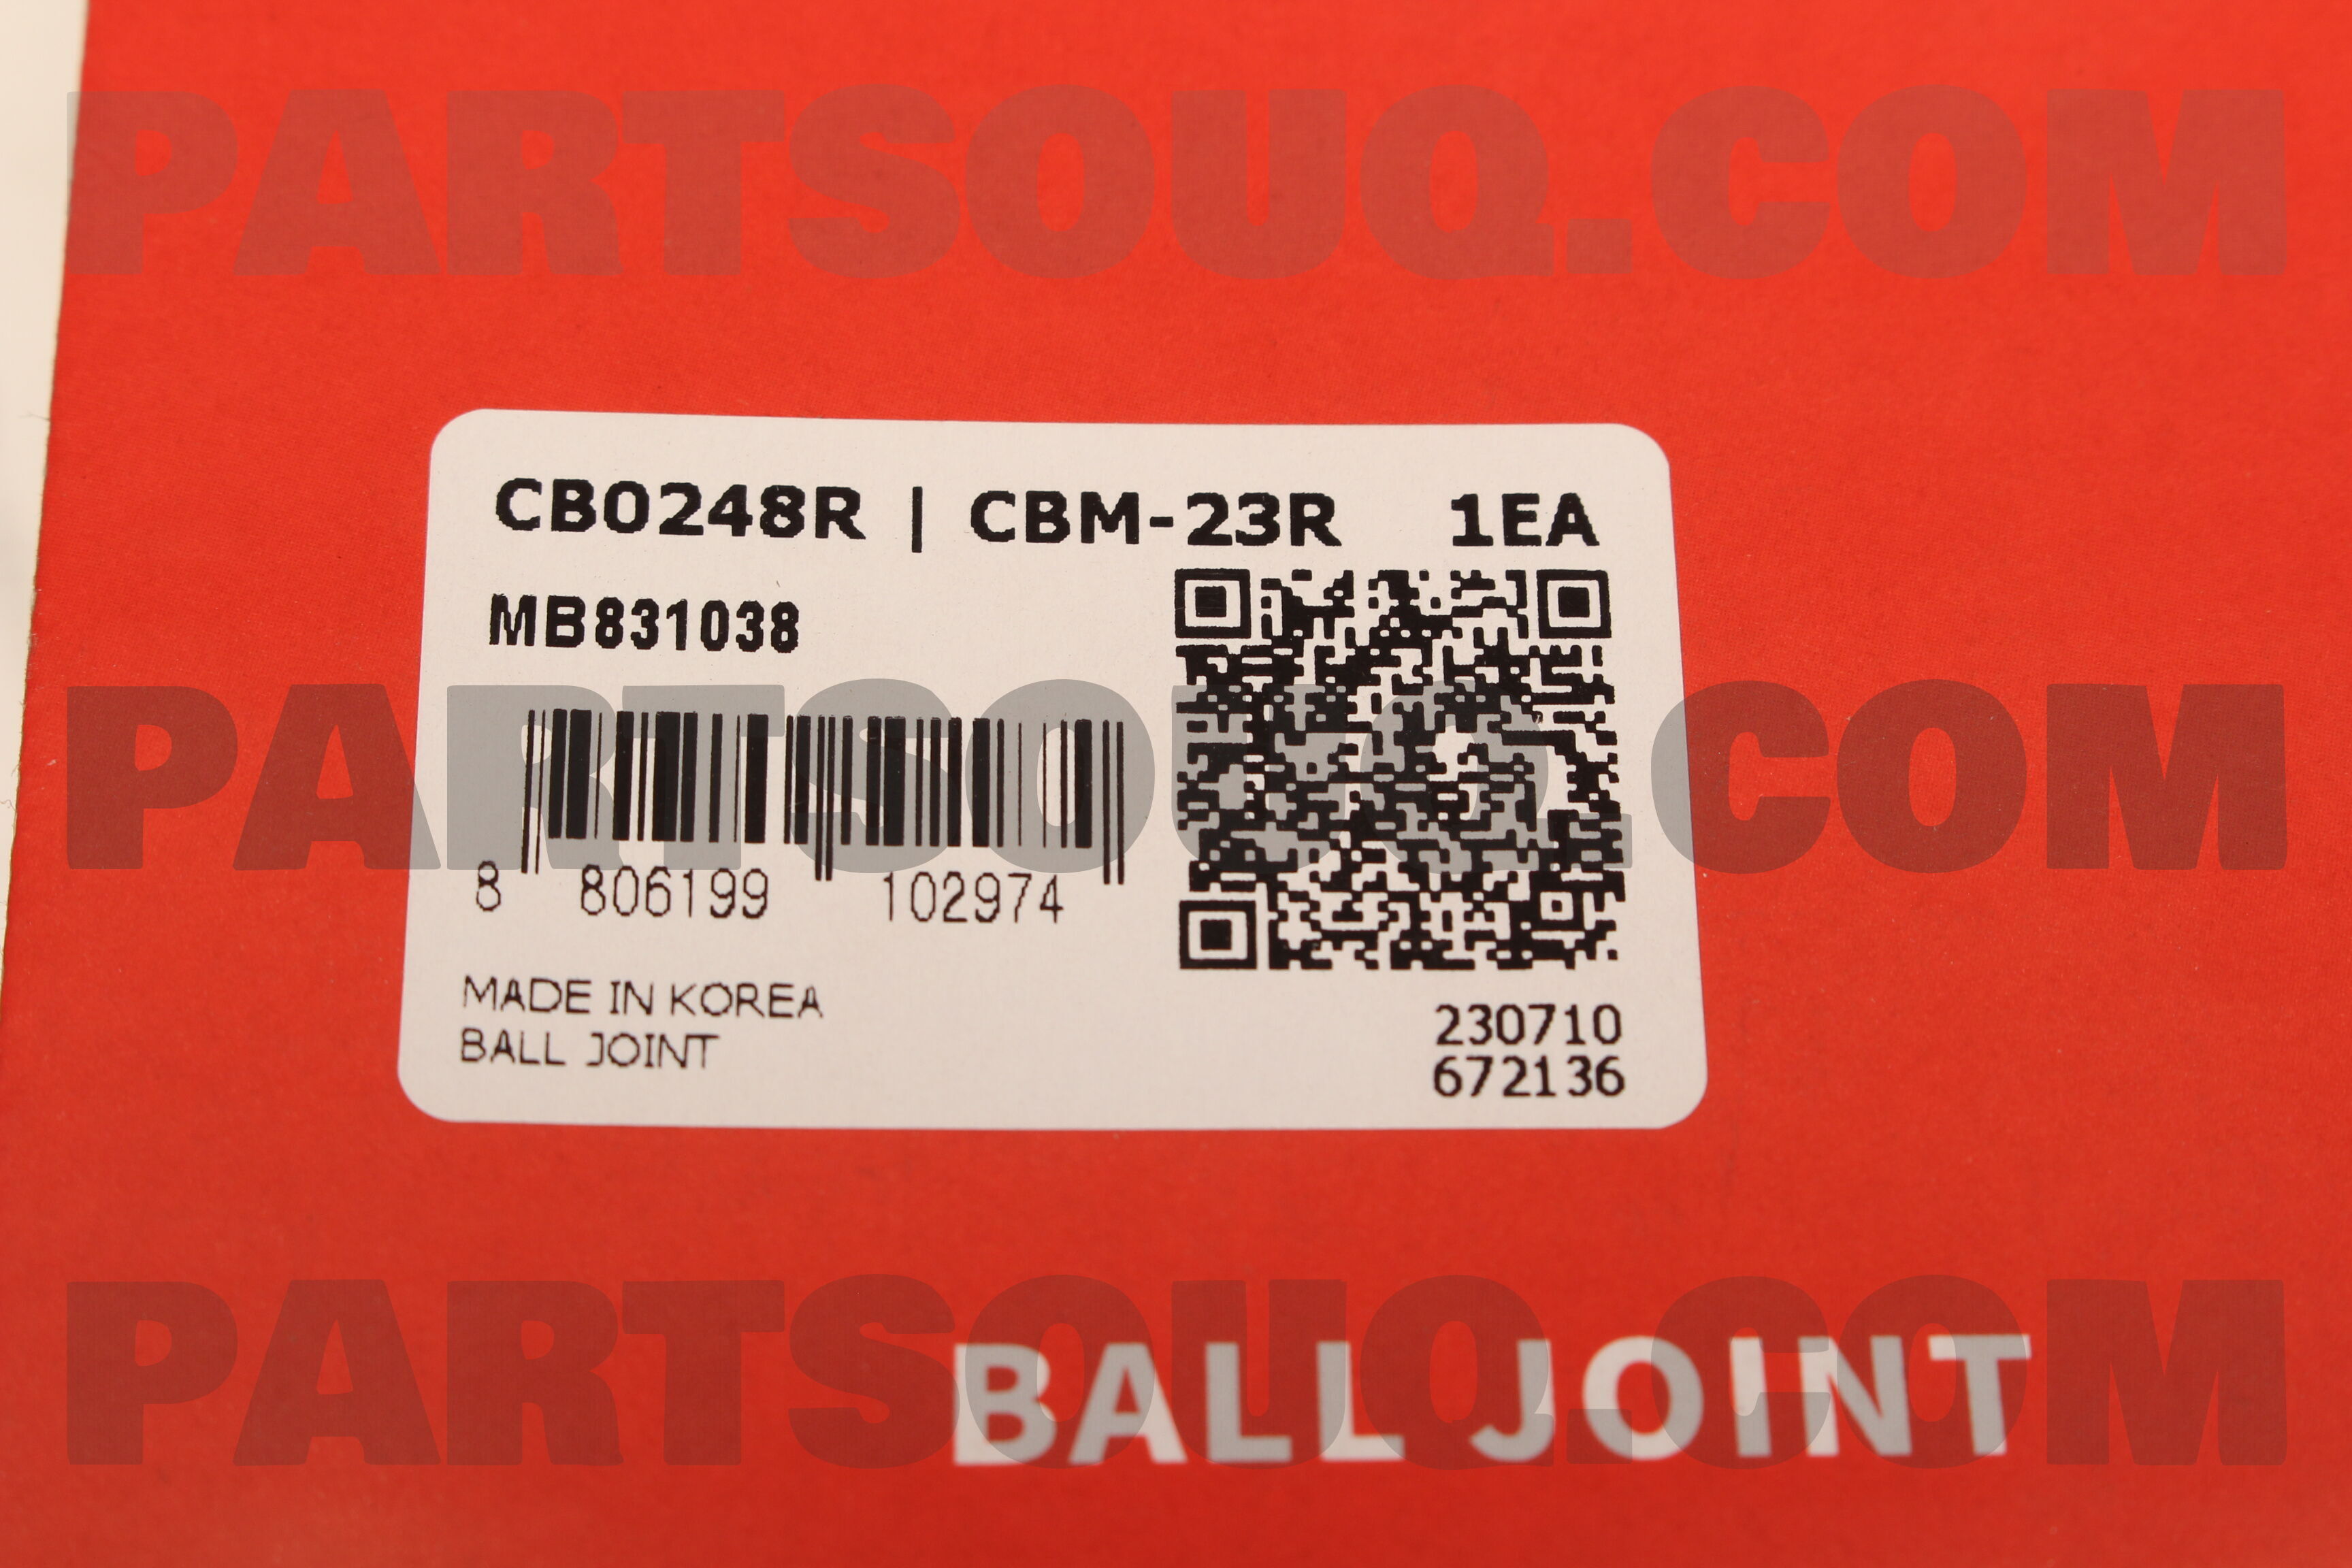 PARTSOUQ.COM
CB0248R | CBM-23R 1EA
MB831038
PARTSOUQ.COM
8 806199 102974
MADE IN KOREA
BALL JOINT
230710
672136
PARTSOUQ.COM
BALL JOINT